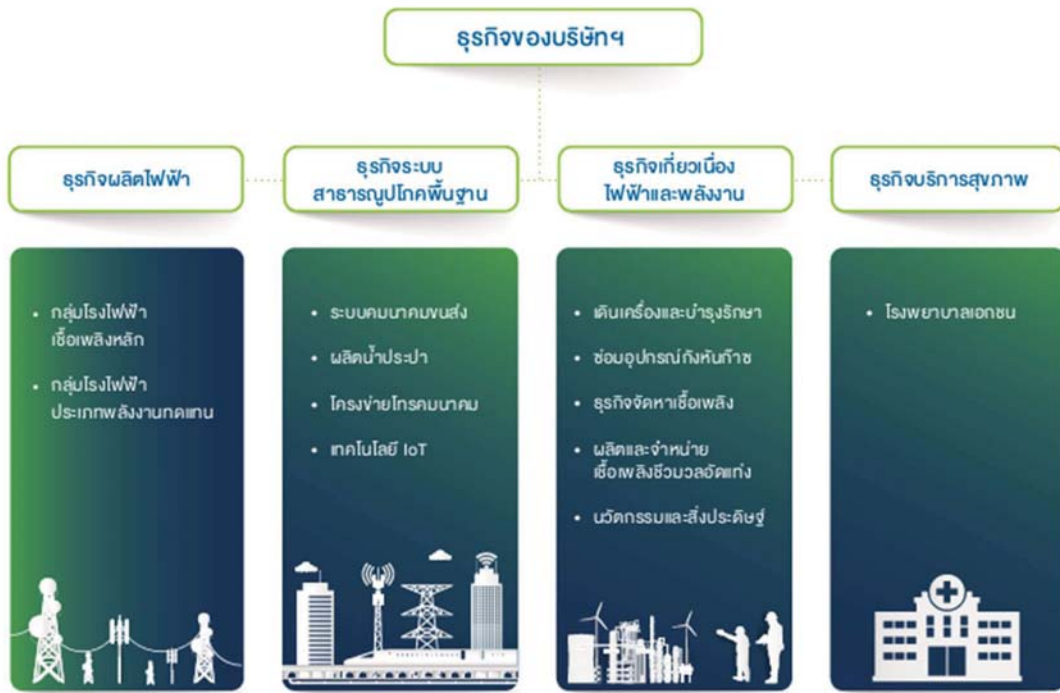 ธุรกิจของบริษัทฯ
ธุรกิจผลิตไฟฟ้า
ธุรกิจระบบ
สาธารณูปโภคพื้นฐาน
ธุรกิจเกี่ยวเนื่อง
ไฟฟ้าและพลังงาน
ธุรกิจบริการสุขภาพ
• กลุ่มโรงไฟฟ้า
เชื้อเพลิงหลัก
• กลุ่มโรงไฟฟ้า
ประเภทพลังงานทดแทน
• ระบบคมนาคมขนส่ง
• ผลิตน้ำประปา
• โครงข่ายโทรคมนาคม
• เทคโนโลยี IoT
• เดินเครื่องและบำรุงรักษา
• ซ่อมอุปกรณ์กังหันก๊าซ
• ธุรกิจจัดหาเชื้อเพลิง
• ผลิตและจำหน่าย
เชื้อเพลิงชีวมวลอัดแท่ง
• นวัตกรรมและสิ่งประดิษฐ์
• โรงพยาบาลเอกชน